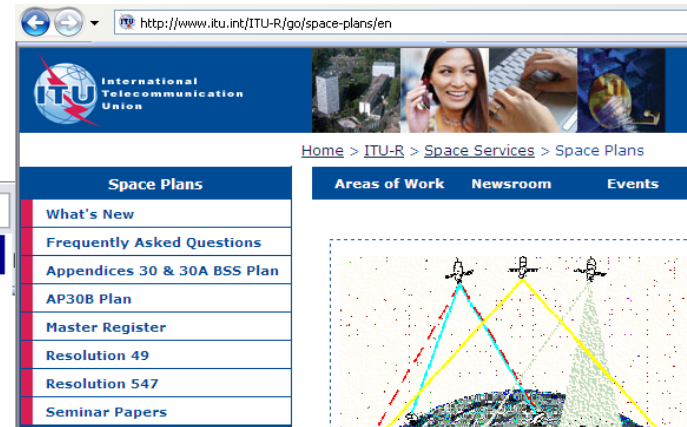 http://www.itu.int/ITU-R/go/space-plans/en
International
Telecommunication
Union
ITU
Home > ITU-R > Space Services > Space Plans
Space Plans
Areas of Work Newsroom Events
What's New
Frequently Asked Questions
Appendices 30 & 30A BSS Plan
AP30B Plan
Master Register
Resolution 49
Resolution 547
Seminar Papers